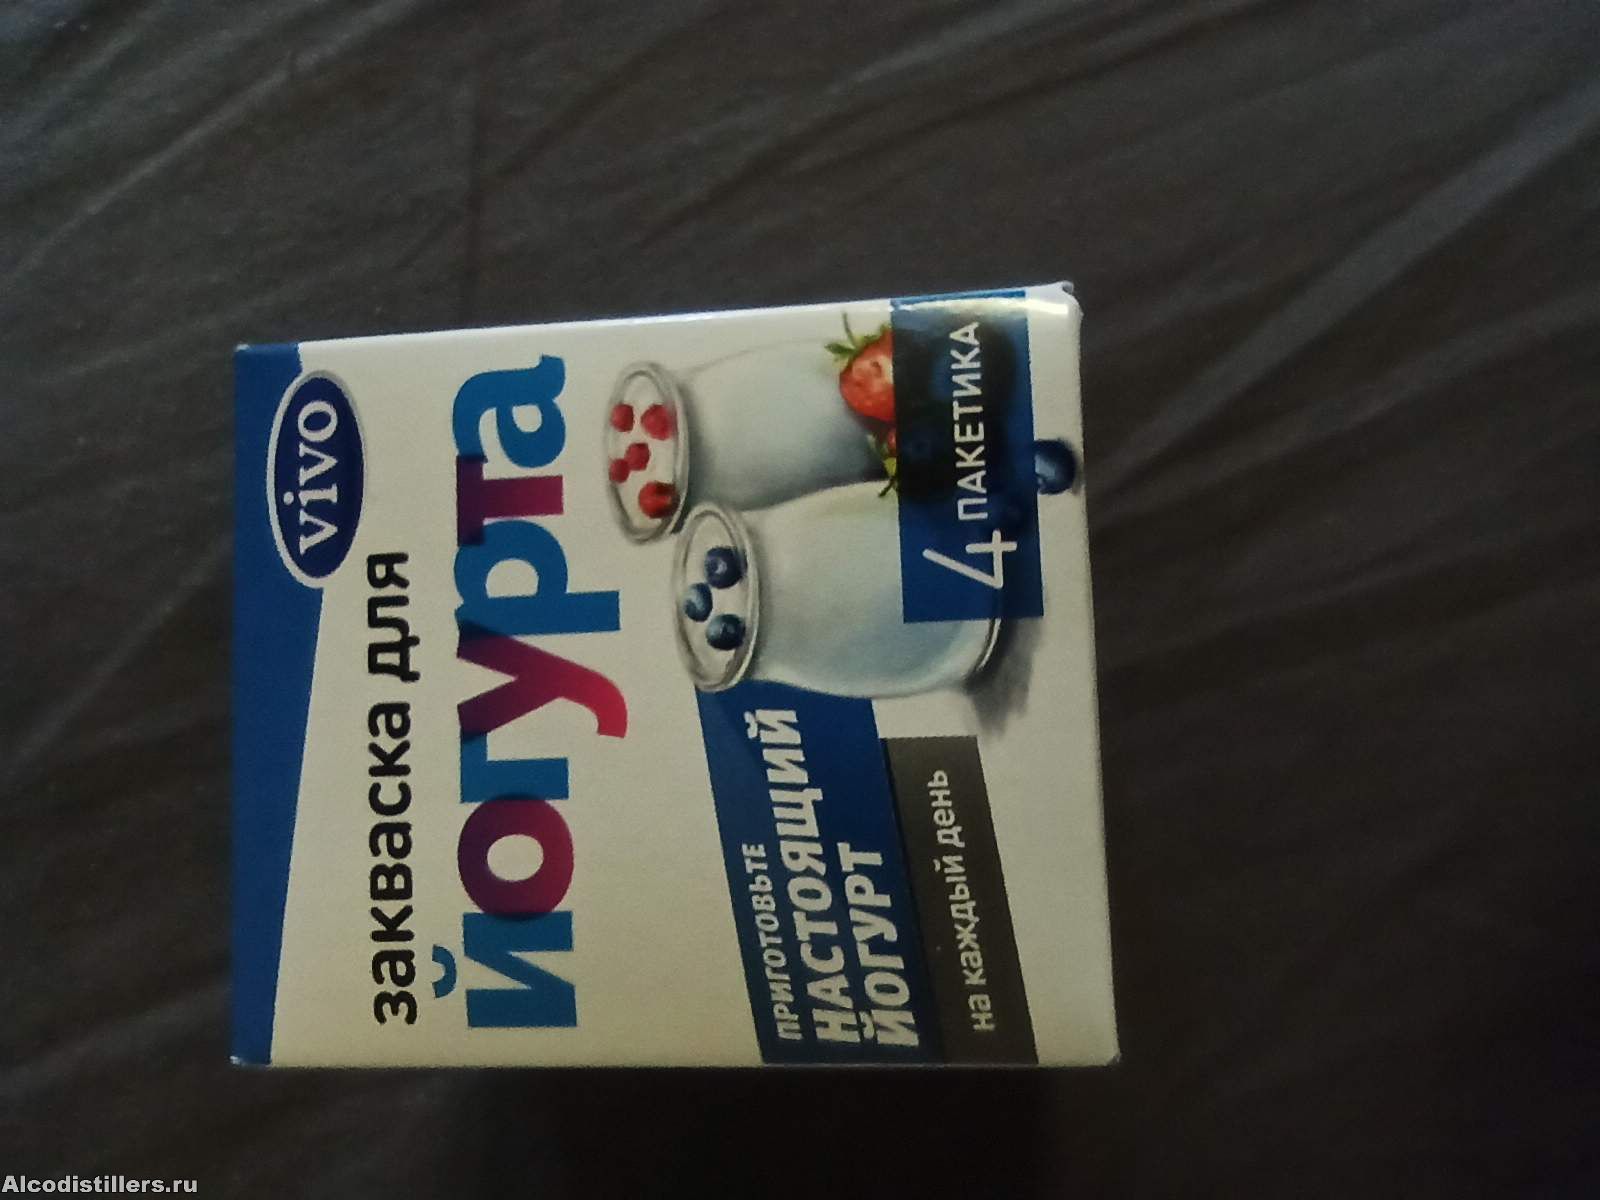 vivo
закваска для
йогурта
ПРИГОТОВЬТЕ
НАСТОЯЩИЙ
ЙОГУРТ
на каждый день
4 ПАКЕТИКА
Alcodistillers.ru